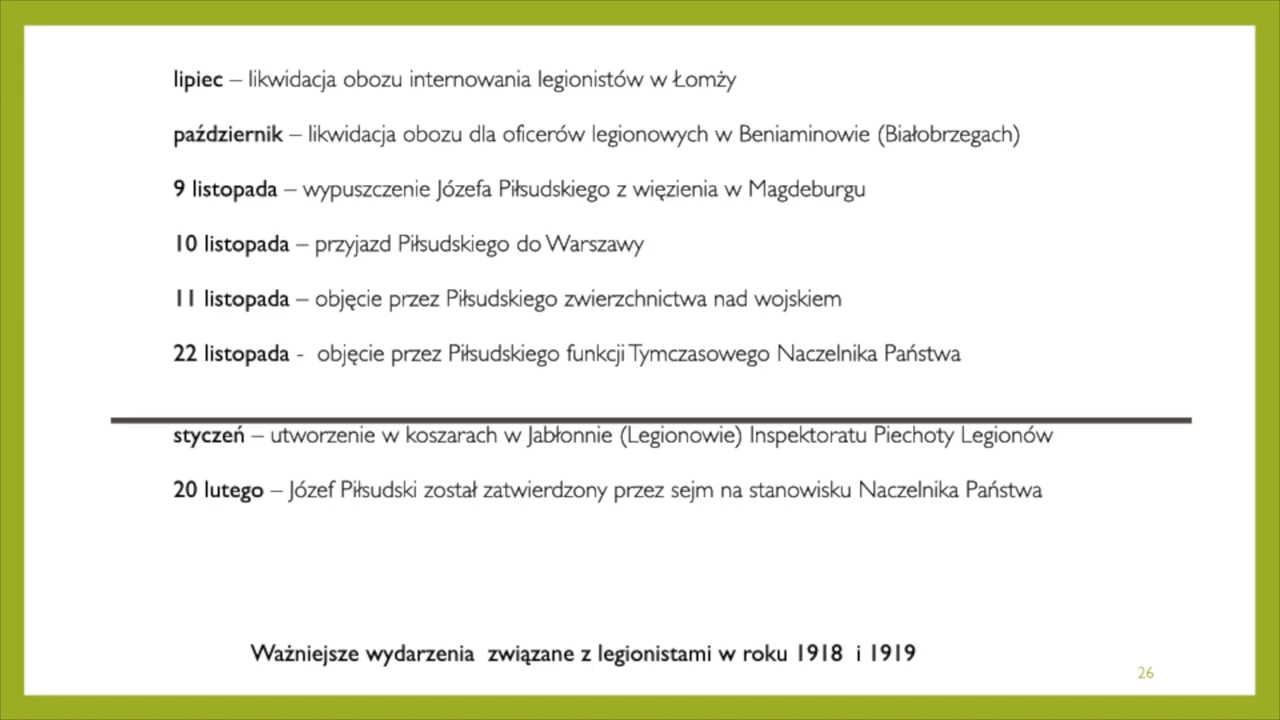 lipiec – likwidacja obozu internowania legionistów w Łomży
październik – likwidacja obozu dla oficerów legionowych w Beniaminowie (Białobrzegach)
9 listopada – wypuszczenie Józefa Piłsudskiego z więzienia w Magdeburgu
10 listopada – przyjazd Piłsudskiego do Warszawy
11 listopada – objęcie przez Piłsudskiego zwierzchnictwa nad wojskiem
22 listopada - objęcie przez Piłsudskiego funkcji Tymczasowego Naczelnika Państwa
styczeń – utworzenie w koszarach w Jabłonnie (Legionowie) Inspektoratu Piechoty Legionów
20 lutego – Józef Piłsudski został zatwierdzony przez sejm na stanowisku Naczelnika Państwa
Ważniejsze wydarzenia związane z legionistami w roku 1918 i 1919
26